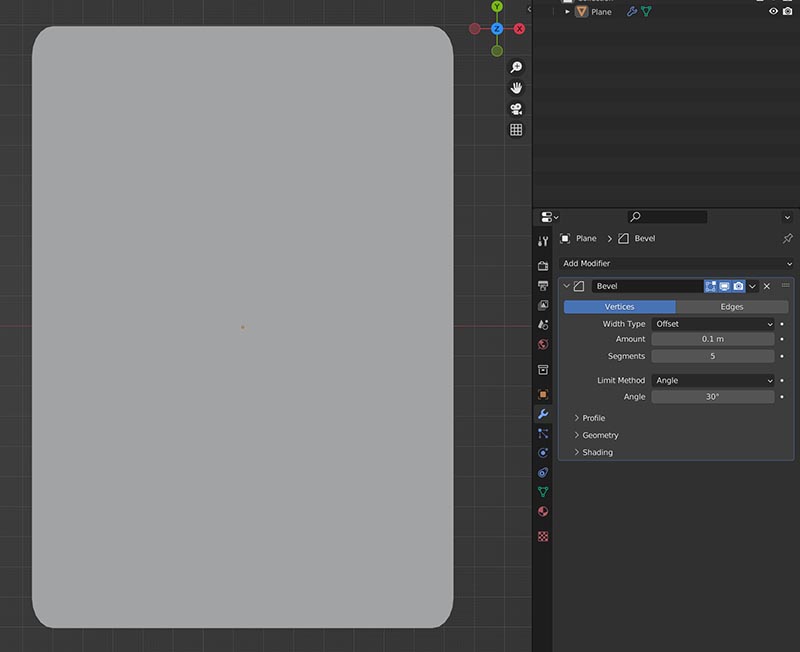 Y
Z
X
Plane
Plane > Bevel
Add Modifier
Bevel
Vertices Edges
Width Type Offset
Amount 0.1 m
Segments 5
Limit Method Angle
Angle 30°
Profile
Geometry
Shading